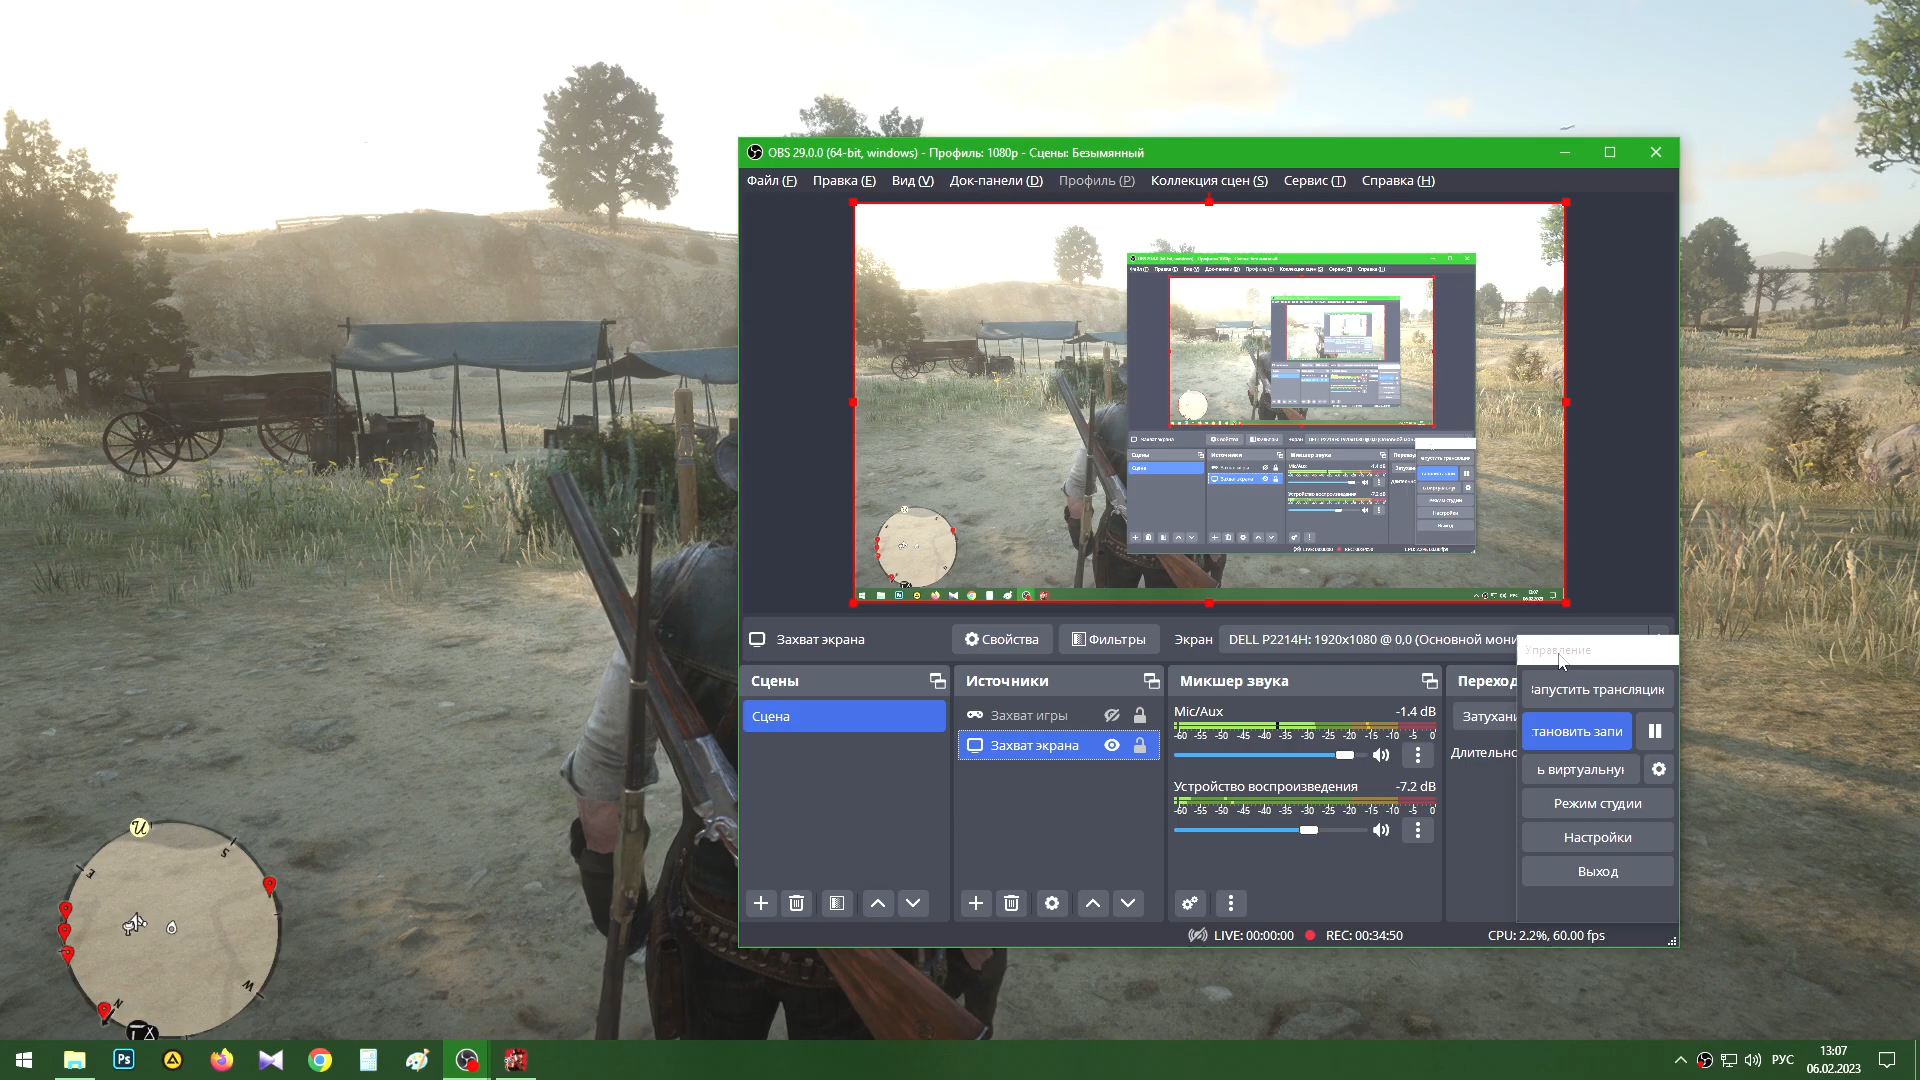 OBS 29.0.0 (64-bit, windows) - Профиль: 1080p - Сцены: Безымянный
Файл (F) Правка (E) Вид (V) Док-панели (D) Профиль (P) Коллекция сцен (S) Сервис (T) Справка (H)
Захват экрана Свойства Фильтры Экран DELL P2214H: 1920x1080 @ 0,0 (Основной мони
Управление
Сцены Источники Микшер звука Переход
апустить трансляцик
Сцена Захват игры Mic/Aux -1.4 dB Затухани
-60 -55 -50 -45 -40 -35 -30 -25 -20 -15 -10 -5 0
тановить запи
Захват экрана
Длительнос
ь виртуальну
Устройство воспроизведения -7.2 dB
-60 -55 -50 -45 -40 -35 -30 -25 -20 -15 -10 -5 0
Режим студии
Настройки
Выход
LIVE: 00:00:00 REC: 00:34:50 CPU: 2.2%, 60.00 fps
S
E
W
N
Ps
РУС
13:07
06.02.2023